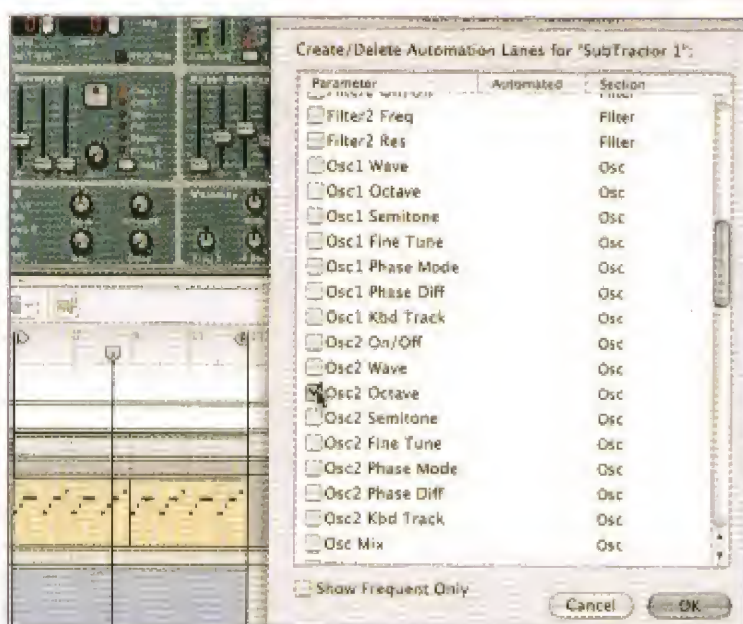 Create/Delete Automation Lanes for "SubTractor 1":
Parameter Automated Section
Filter2 On/Off Filter
Filter2 Freq Filter
Filter2 Res Filter
Osc1 Wave Osc
Osc1 Octave Osc
Osc1 Semitone Osc
Osc1 Fine Tune Osc
Osc1 Phase Mode Osc
Osc1 Phase Diff Osc
Osc1 Kbd Track Osc
Osc2 On/Off Osc
Osc2 Wave Osc
Osc2 Octave Osc
Osc2 Semitone Osc
Osc2 Fine Tune Osc
Osc2 Phase Mode Osc
Osc2 Phase Diff Osc
Osc2 Kbd Track Osc
Osc Mix Osc
Show Frequent Only
Cancel OK